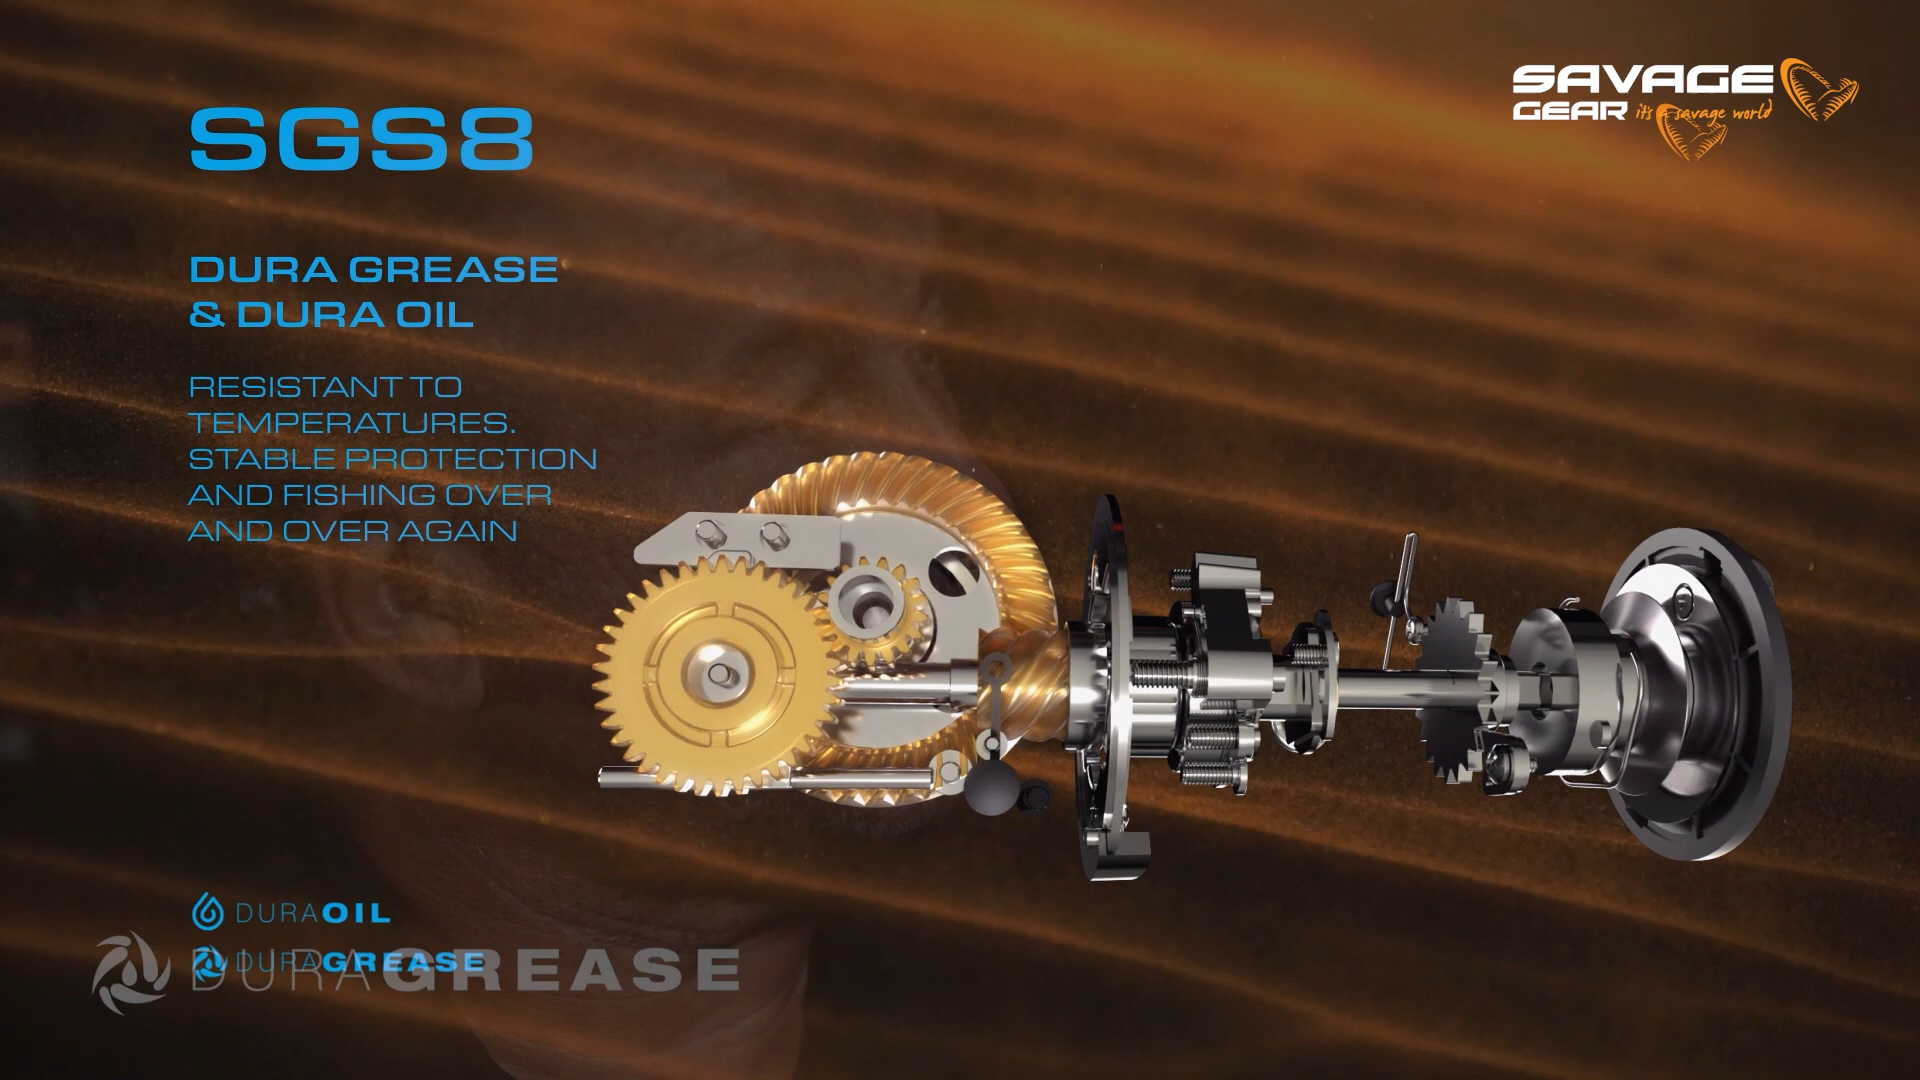 SAVAGE
GEAR it's a savage world
SGS8
DURA GREASE
& DURA OIL
RESISTANT TO
TEMPERATURES.
STABLE PROTECTION
AND FISHING OVER
AND OVER AGAIN
DURAOIL
DURAGREASE
DURAGREASE